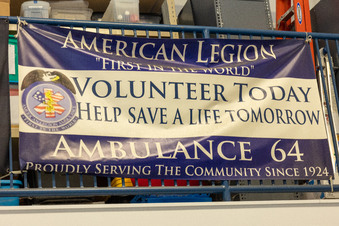 AMERICAN LEGION
"FIRST IN THE WORLD"
VOLUNTEER TODAY
HELP SAVE A LIFE TOMORROW
AMBULANCE 64
PROUDLY SERVING THE COMMUNITY SINCE 1924